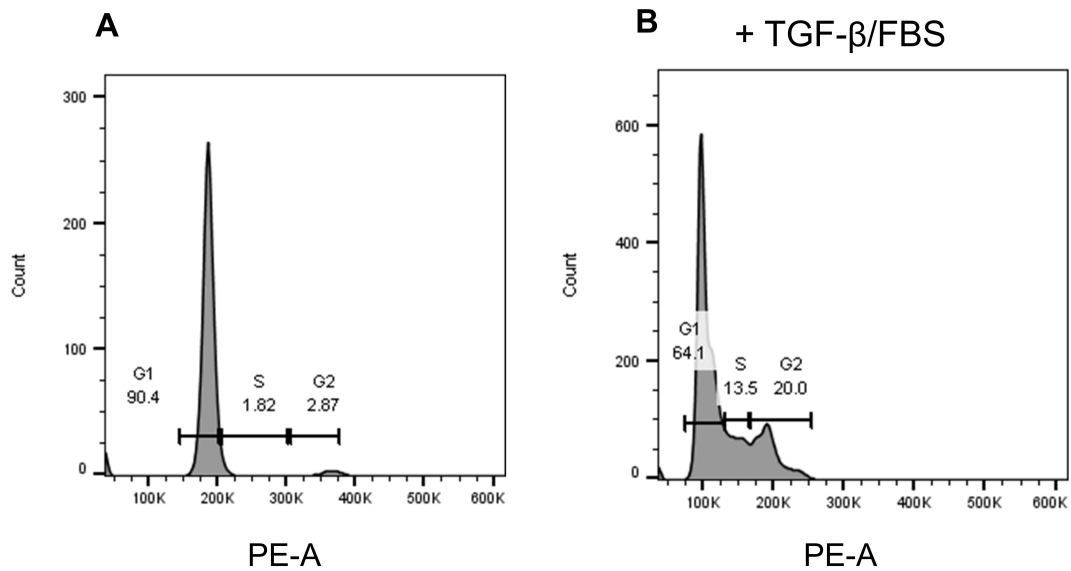 A
300
200
100
0
Count
G1
90.4
S
1.82
G2
2.87
100K 200K 300K 400K 500K 600K
PE-A
B
+ TGF-β/FBS
600
400
200
0
Count
G1
64.1
S
13.5
G2
20.0
100K 200K 300K 400K 500K 600K
PE-A